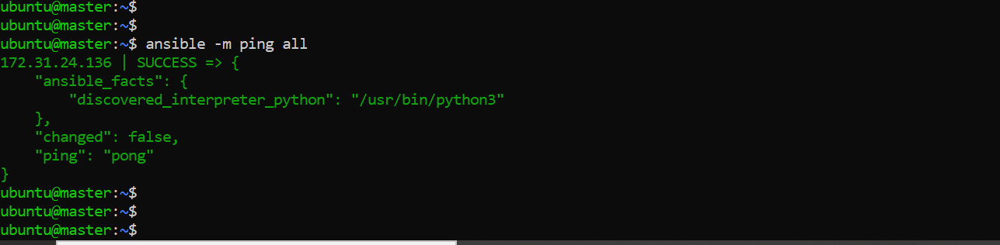 ubuntu@master:~$
ubuntu@master:~$
ubuntu@master:~$ ansible -m ping all
172.31.24.136 | SUCCESS => {
    "ansible_facts": {
        "discovered_interpreter_python": "/usr/bin/python3"
    },
    "changed": false,
    "ping": "pong"
}
ubuntu@master:~$
ubuntu@master:~$
ubuntu@master:~$